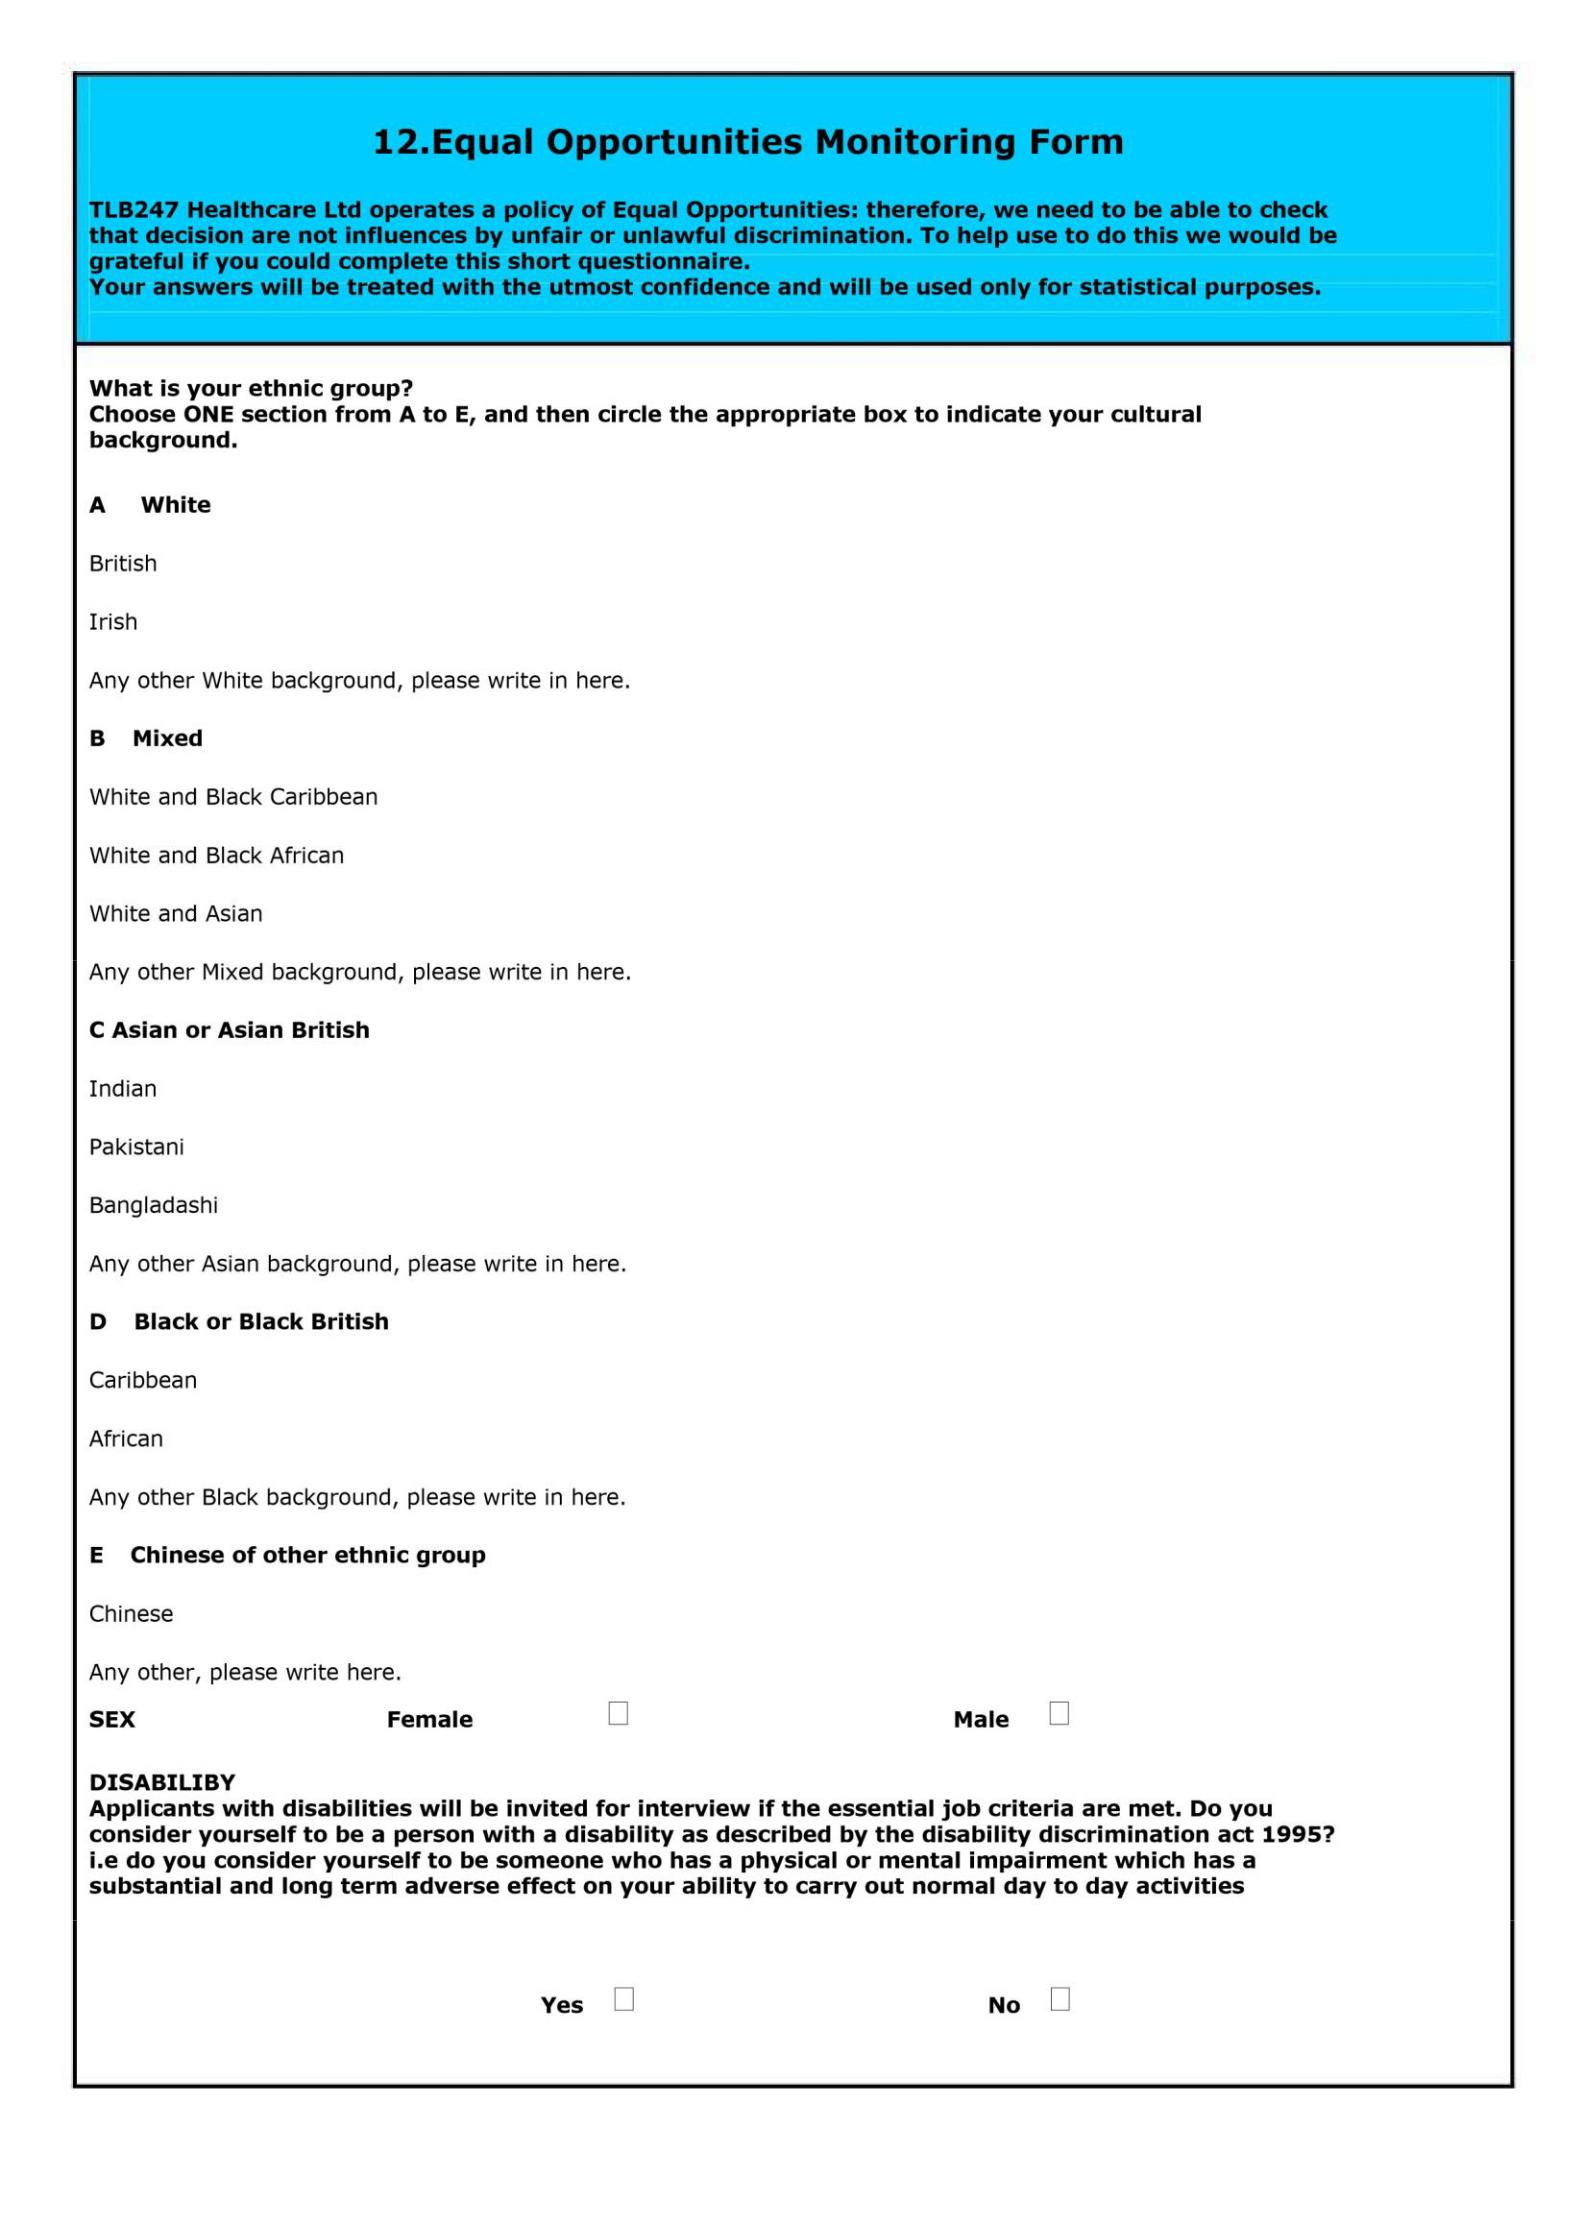 12.Equal Opportunities Monitoring Form
TLB247 Healthcare Ltd operates a policy of Equal Opportunities: therefore, we need to be able to check
that decision are not influences by unfair or unlawful discrimination. To help use to do this we would be
grateful if you could complete this short questionnaire.
Your answers will be treated with the utmost confidence and will be used only for statistical purposes.
What is your ethnic group?
Choose ONE section from A to E, and then circle the appropriate box to indicate your cultural
background.
A White
British
Irish
Any other White background, please write in here.
B Mixed
White and Black Caribbean
White and Black African
White and Asian
Any other Mixed background, please write in here.
C Asian or Asian British
Indian
Pakistani
Bangladashi
Any other Asian background, please write in here.
D Black or Black British
Caribbean
African
Any other Black background, please write in here.
E Chinese of other ethnic group
Chinese
Any other, please write here.
SEX Female Male
DISABILIBY
Applicants with disabilities will be invited for interview if the essential job criteria are met. Do you
consider yourself to be a person with a disability as described by the disability discrimination act 1995?
i.e do you consider yourself to be someone who has a physical or mental impairment which has a
substantial and long term adverse effect on your ability to carry out normal day to day activities
Yes No